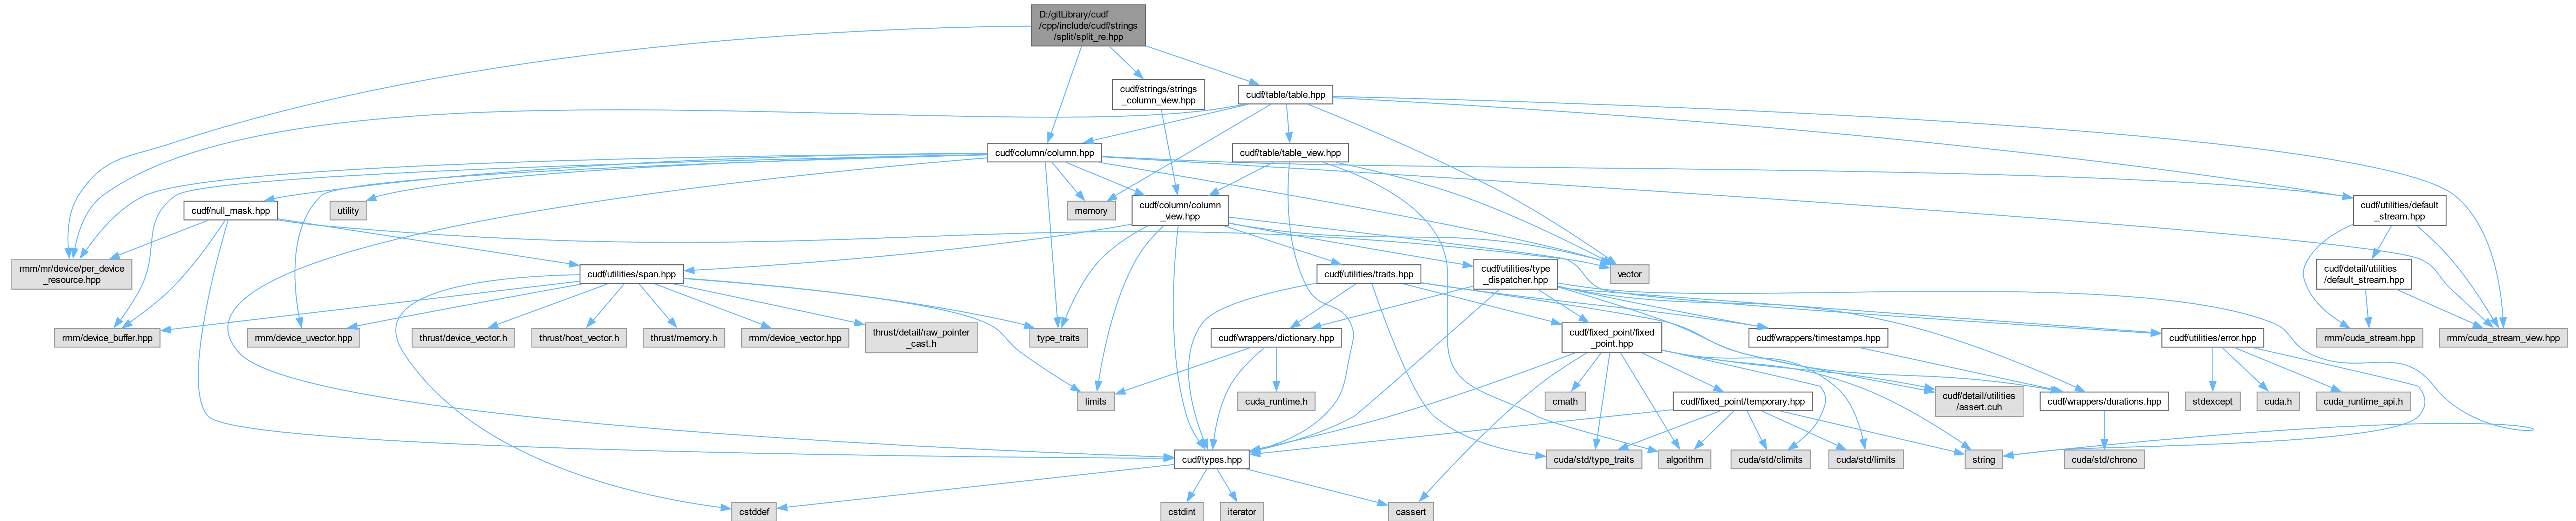 D:/gitLibrary/cudf
/cpp/include/cudf/strings
/split/split_re.hpp
cudf/strings/strings
_column_view.hpp
cudf/table/table.hpp
cudf/column/column.hpp
cudf/table/table_view.hpp
cudf/null_mask.hpp
utility
memory
cudf/column/column
_view.hpp
cudf/utilities/default
_stream.hpp
rmm/mr/device/per_device
_resource.hpp
cudf/utilities/span.hpp
cudf/utilities/traits.hpp
cudf/utilities/type
_dispatcher.hpp
vector
cudf/detail/utilities
/default_stream.hpp
rmm/device_buffer.hpp
rmm/device_uvector.hpp
thrust/device_vector.h
thrust/host_vector.h
thrust/memory.h
rmm/device_vector.hpp
thrust/detail/raw_pointer
_cast.h
type_traits
cudf/wrappers/dictionary.hpp
cudf/fixed_point/fixed
_point.hpp
cudf/wrappers/timestamps.hpp
cudf/utilities/error.hpp
rmm/cuda_stream.hpp
rmm/cuda_stream_view.hpp
limits
cuda_runtime.h
cmath
cudf/fixed_point/temporary.hpp
cudf/detail/utilities
/assert.cuh
cudf/wrappers/durations.hpp
stdexcept
cuda.h
cuda_runtime_api.h
cudf/types.hpp
cuda/std/type_traits
algorithm
cuda/std/climits
cuda/std/limits
string
cuda/std/chrono
cstddef
cstdint
iterator
cassert